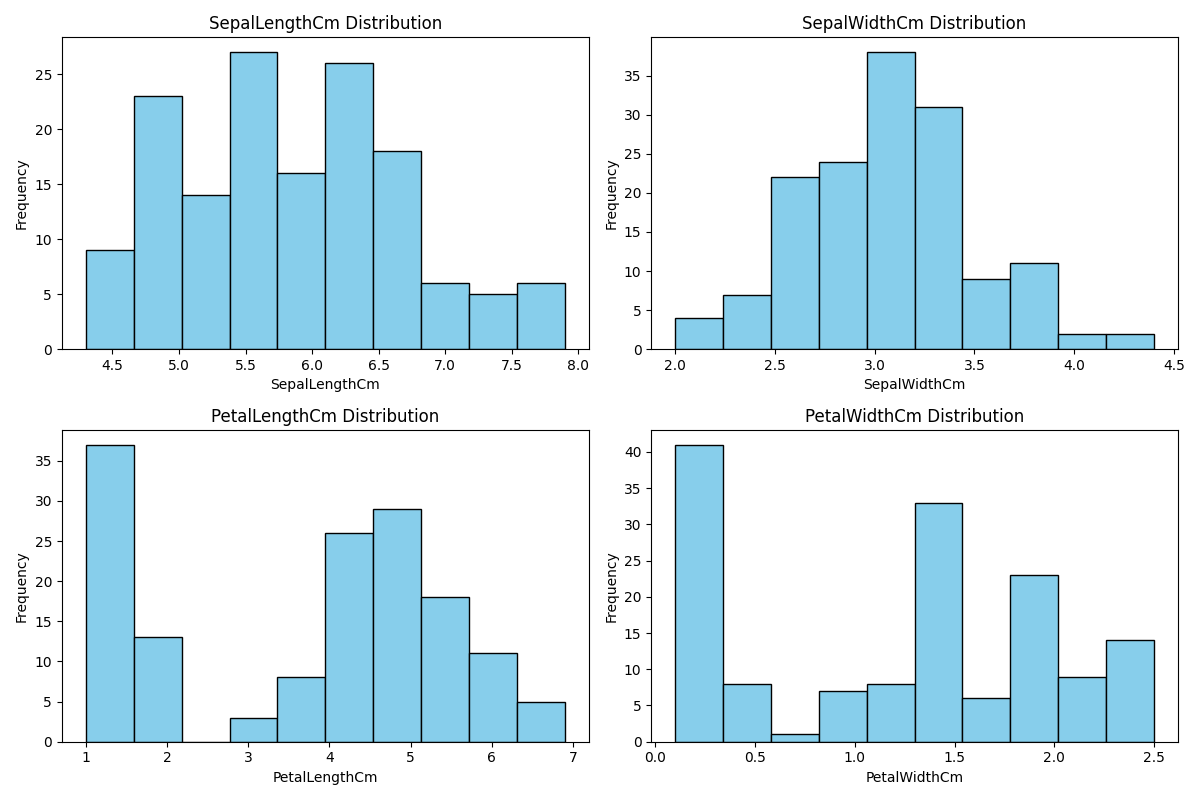 SepalLengthCm Distribution
25
20
15
10
5
0
Frequency
4.5 5.0 5.5 6.0 6.5 7.0 7.5 8.0
SepalLengthCm
SepalWidthCm Distribution
35
30
25
20
15
10
5
0
Frequency
2.0 2.5 3.0 3.5 4.0 4.5
SepalWidthCm
PetalLengthCm Distribution
35
30
25
20
15
10
5
0
Frequency
1 2 3 4 5 6 7
PetalLengthCm
PetalWidthCm Distribution
40
35
30
25
20
15
10
5
0
Frequency
0.0 0.5 1.0 1.5 2.0 2.5
PetalWidthCm